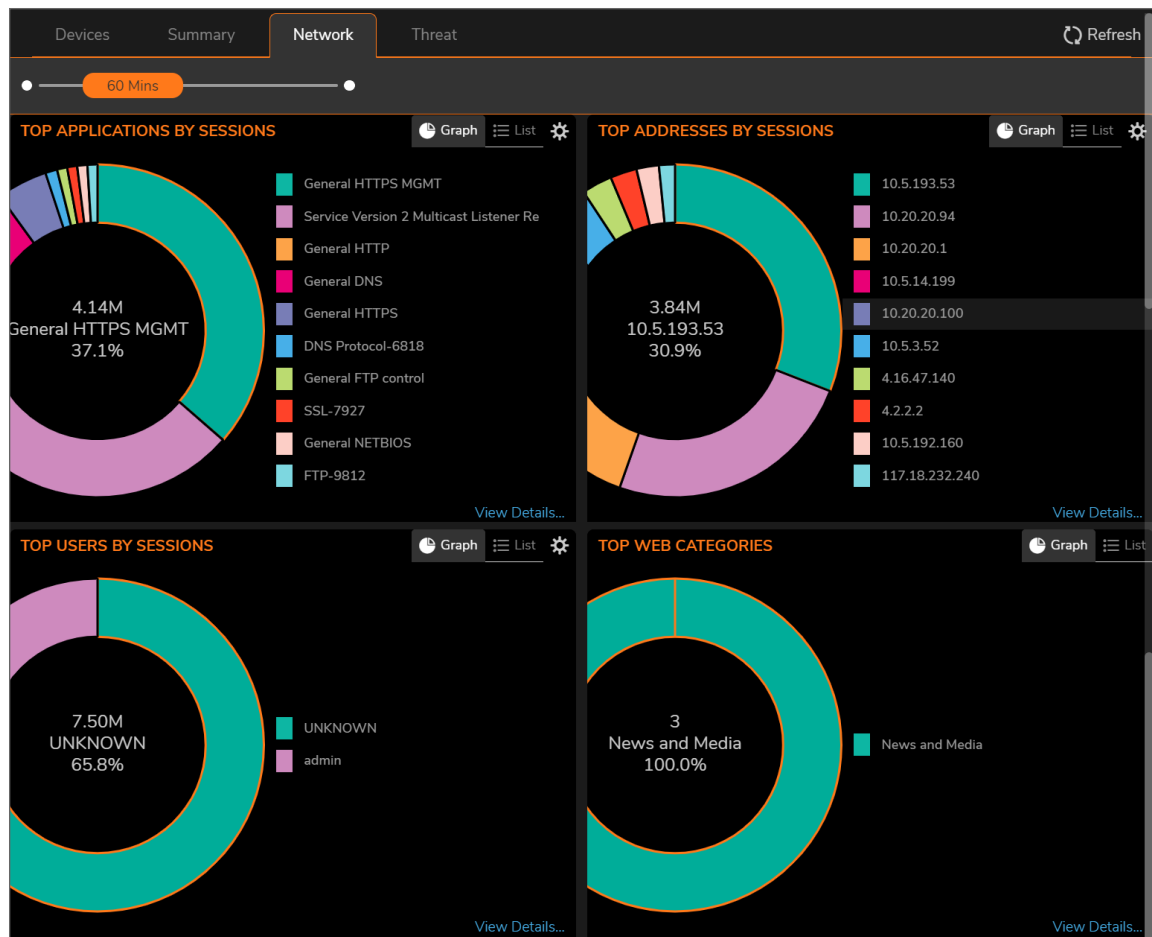 Devices
Summary
Network
Threat
Refresh
60 Mins
TOP APPLICATIONS BY SESSIONS
Graph
List
4.14M
General HTTPS MGMT
37.1%
General HTTPS MGMT
Service Version 2 Multicast Listener Re
General HTTP
General DNS
General HTTPS
DNS Protocol-6818
General FTP control
SSL-7927
General NETBIOS
FTP-9812
View Details...
TOP ADDRESSES BY SESSIONS
Graph
List
3.84M
10.5.193.53
30.9%
10.5.193.53
10.20.20.94
10.20.20.1
10.5.14.199
10.20.20.100
10.5.3.52
4.16.47.140
4.2.2.2
10.5.192.160
117.18.232.240
View Details...
TOP USERS BY SESSIONS
Graph
List
7.50M
UNKNOWN
65.8%
UNKNOWN
admin
View Details...
TOP WEB CATEGORIES
Graph
List
3
News and Media
100.0%
News and Media
View Details...